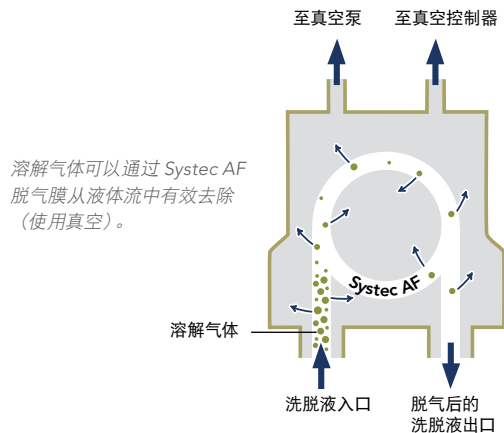 至真空泵
至真空控制器
溶解气体可以通过 Systec AF
脱气膜从液体流中有效去除
（使用真空）。
Systec AF
溶解气体
洗脱液入口
脱气后的
洗脱液出口